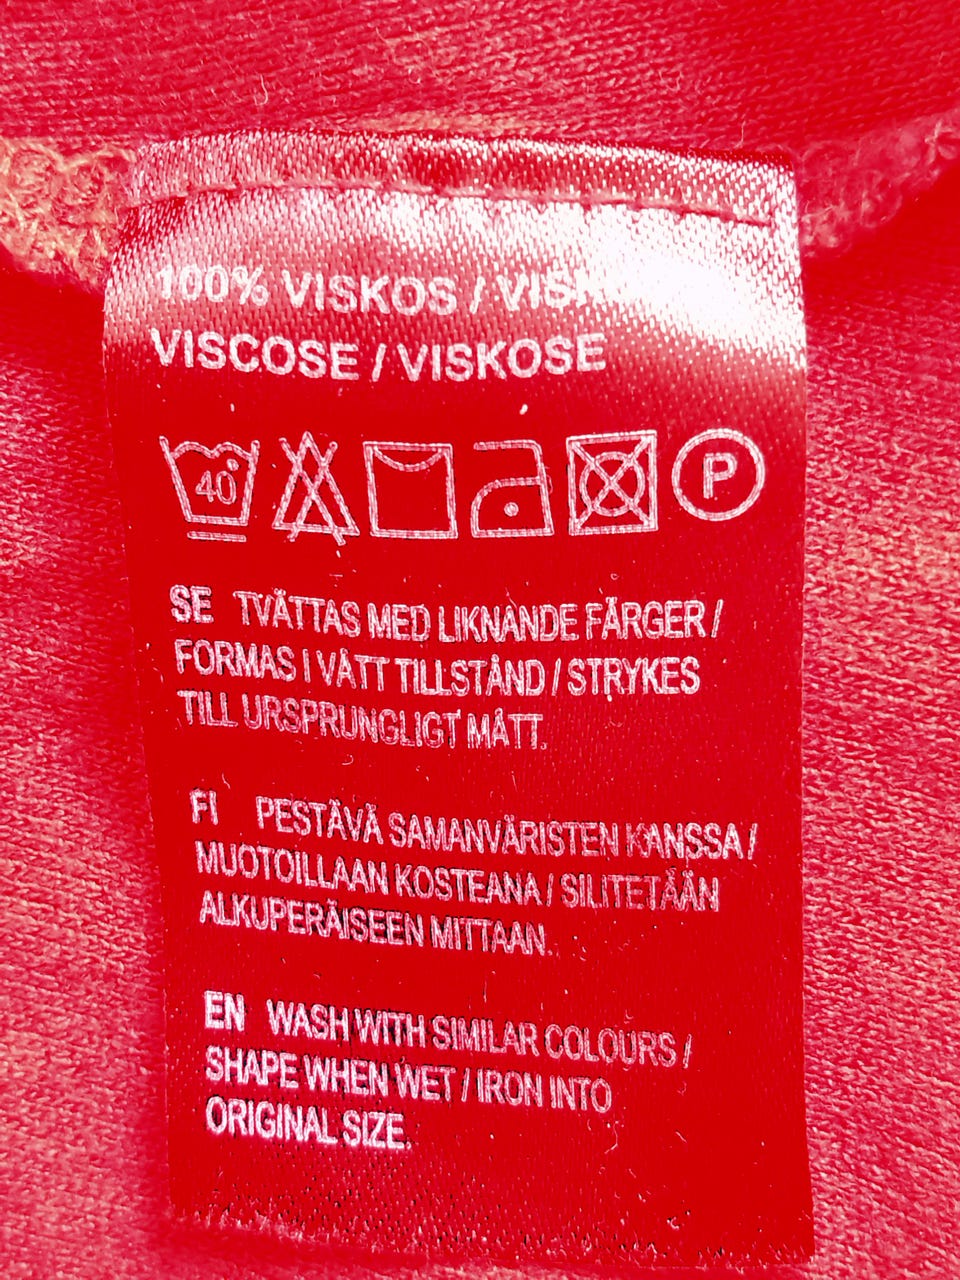 100% VISKOS /
VISCOSE / VISKOSE
40°
P
SE TVÄTTAS MED LIKNANDE FÄRGER /
FORMAS I VÅTT TILLSTÅND / STRYKES
TILL URSPRUNGLIGT MÅTT.
FI PESTÄVÄ SAMANVÄRISTEN KANSSA /
MUOTOILLAAN KOSTEANA / SILITETÄÄN
ALKUPERÄISEEN MITTAAN.
EN WASH WITH SIMILAR COLOURS /
SHAPE WHEN WET / IRON INTO
ORIGINAL SIZE.